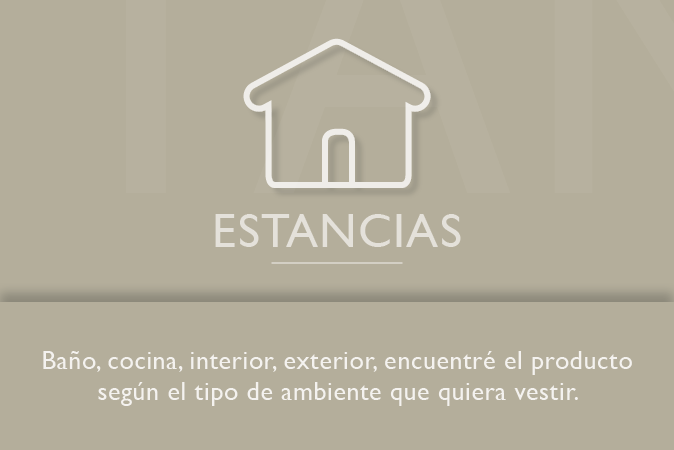 ESTANCIAS
Baño, cocina, interior, exterior, encuentré el producto
según el tipo de ambiente que quiera vestir.